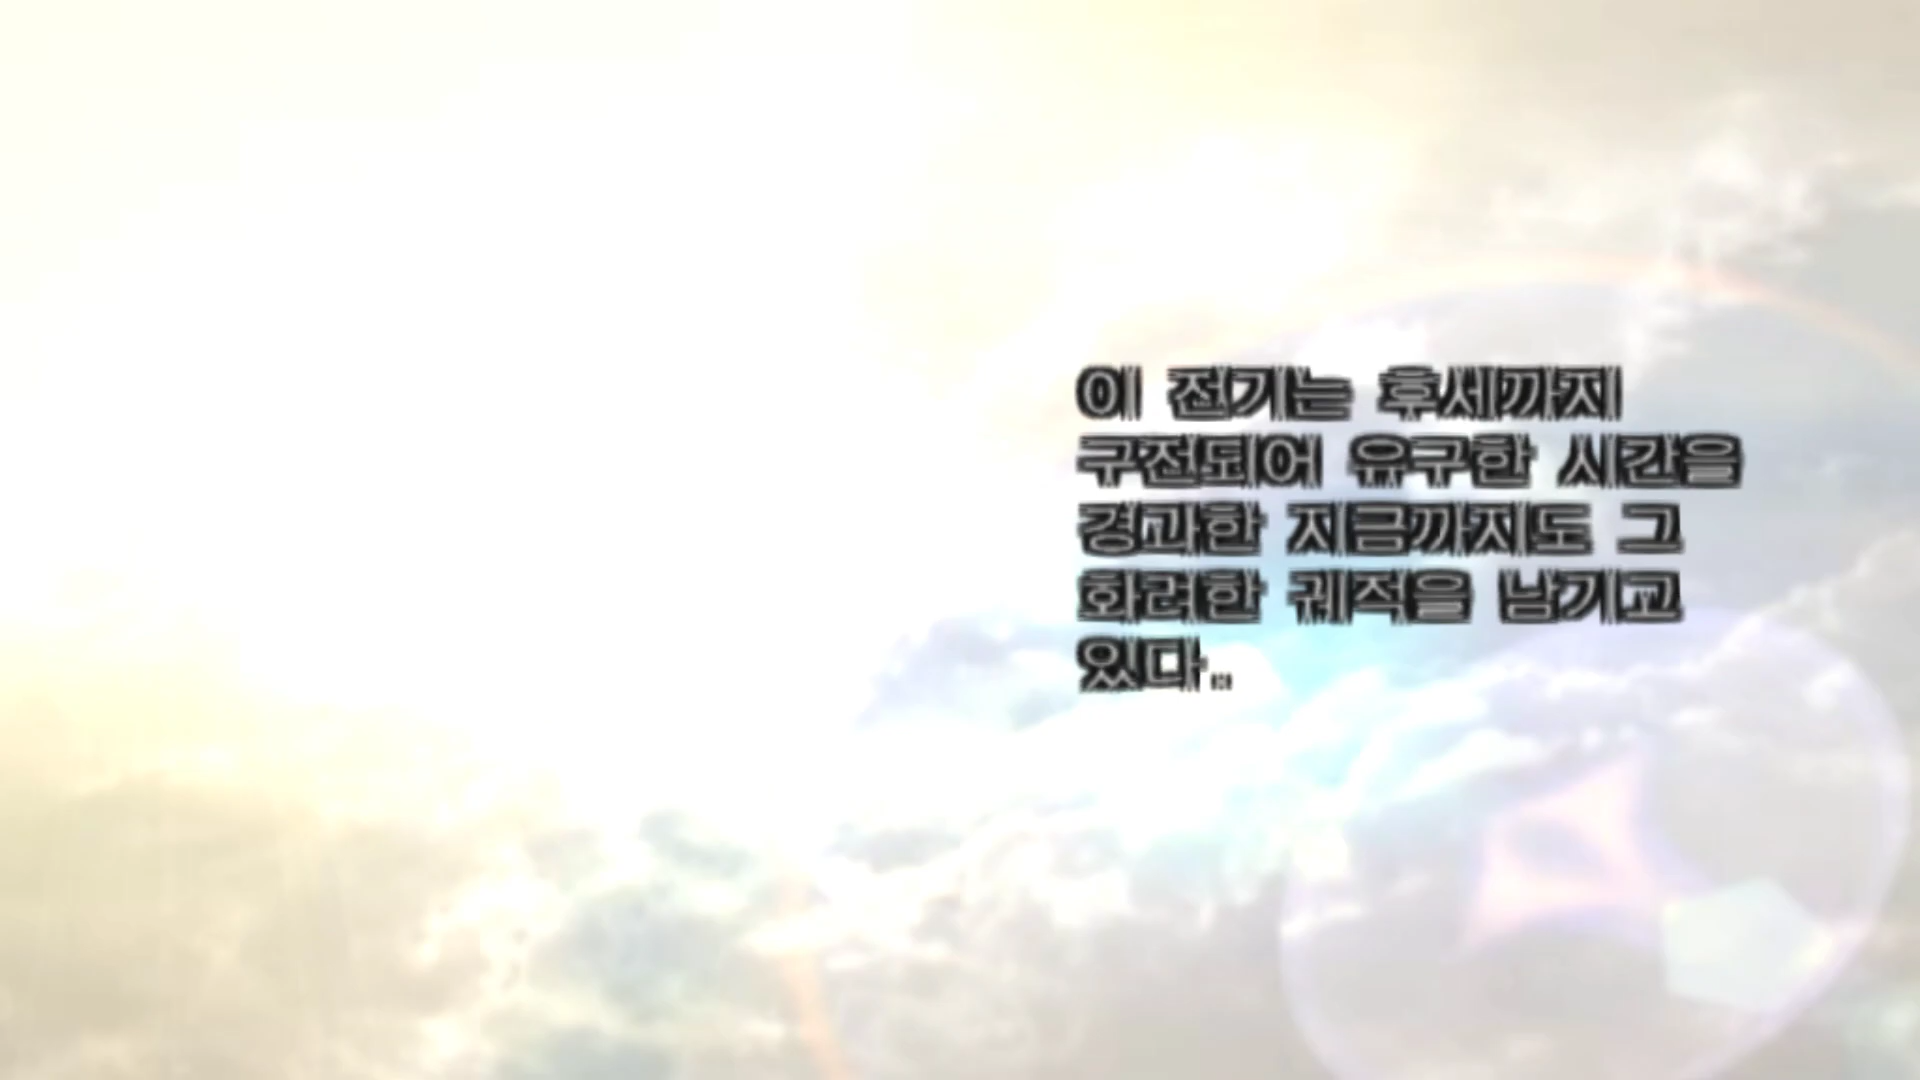 이 전기는 후세까지
구전되어 유구한 시간을
경과한 지금까지도 그
화려한 궤적을 남기고
있다..